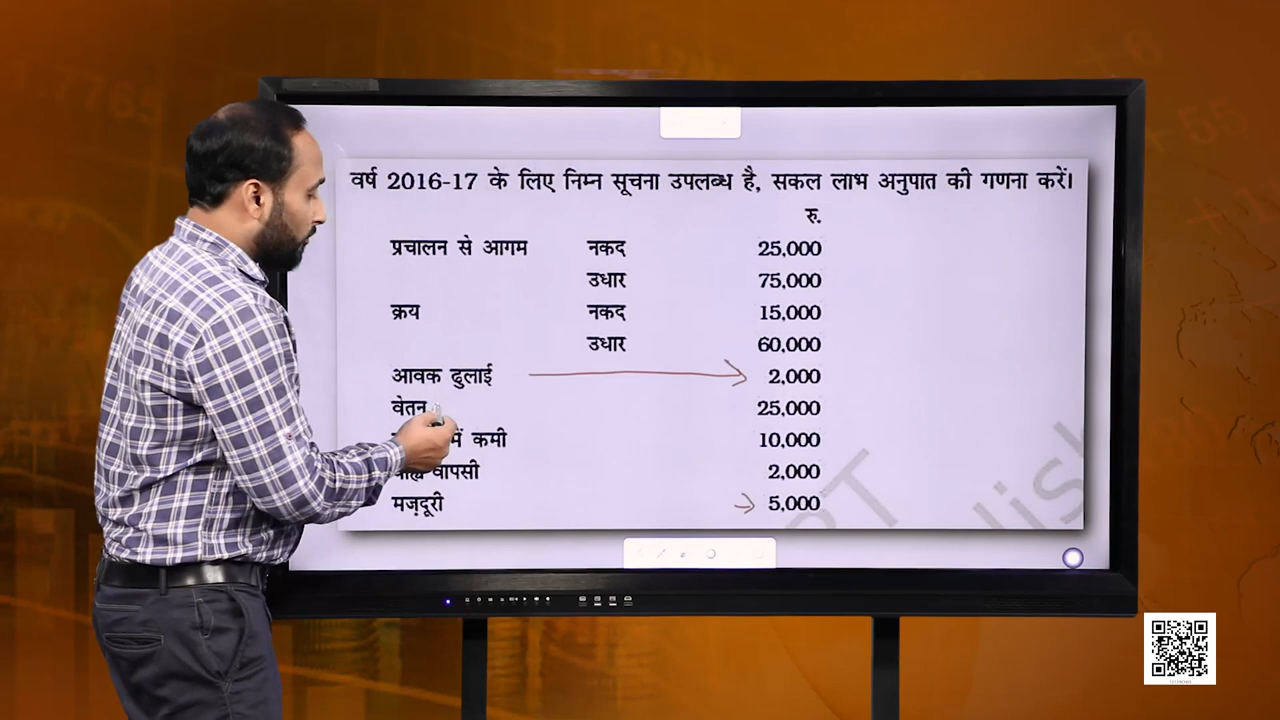 वर्ष 2016-17 के लिए निम्न सूचना उपलब्ध है, सकल लाभ अनुपात की गणना करें।
रु.
प्रचालन से आगम नकद 25,000
उधार 75,000
क्रय नकद 15,000
उधार 60,000
आवक ढुलाई 2,000
वेतन 25,000
में कमी 10,000
वापसी 2,000
मज़दूरी 5,000